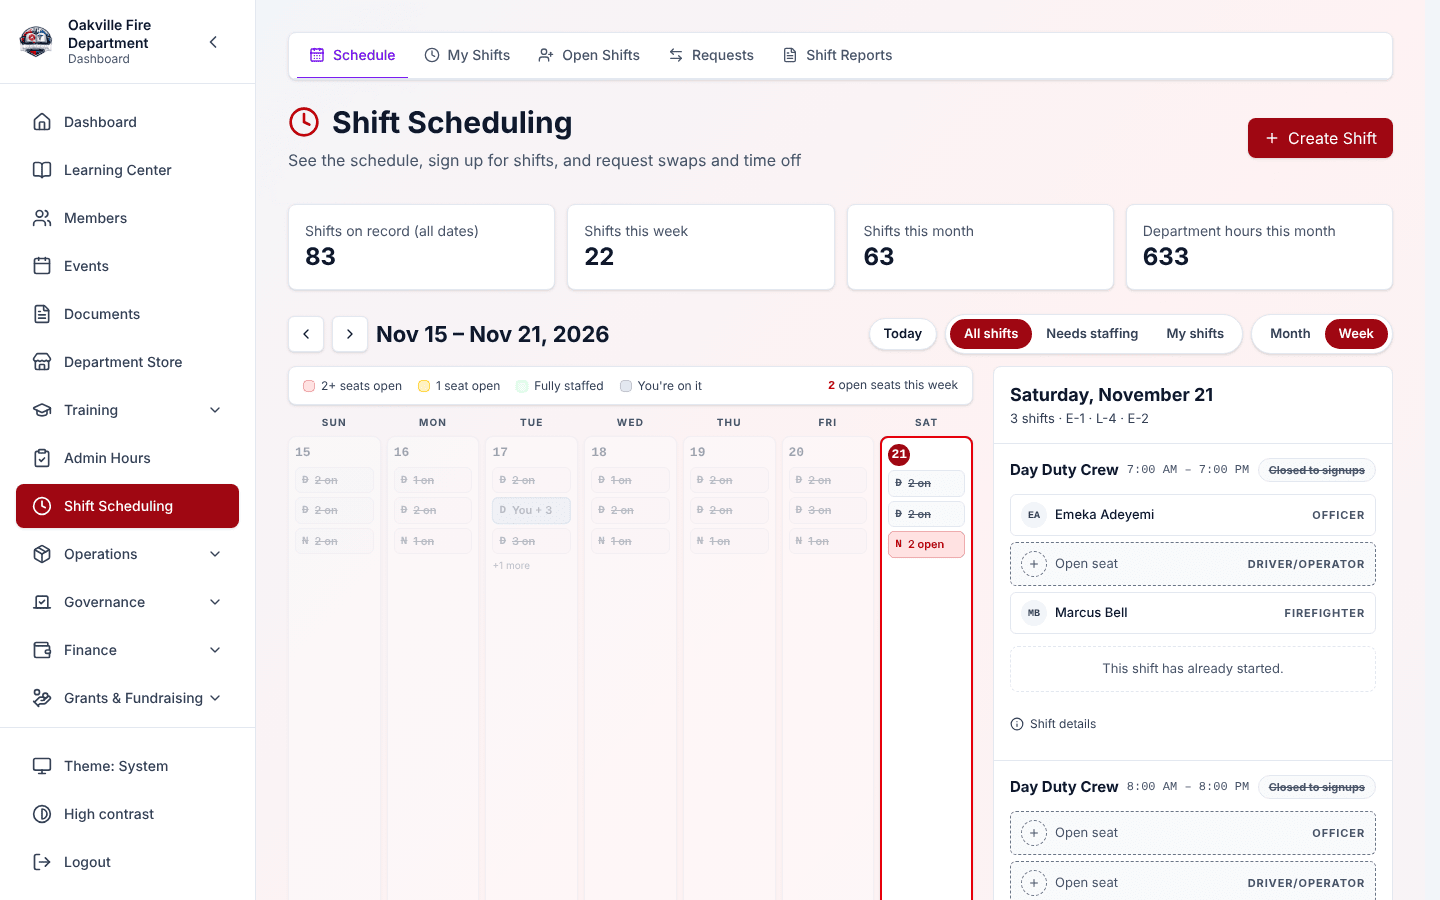 Oakville Fire
Department
Dashboard
Dashboard
Learning Center
Members
Events
Documents
Department Store
Training
Admin Hours
Shift Scheduling
Operations
Governance
Finance
Grants & Fundraising
Theme: System
High contrast
Logout
Schedule
My Shifts
Open Shifts
Requests
Shift Reports
Shift Scheduling
See the schedule, sign up for shifts, and request swaps and time off
+ Create Shift
Shifts on record (all dates)
83
Shifts this week
22
Shifts this month
63
Department hours this month
633
Nov 15 – Nov 21, 2026
Today
All shifts
Needs staffing
My shifts
Month
Week
2+ seats open
1 seat open
Fully staffed
You're on it
2 open seats this week
SUN MON TUE WED THU FRI SAT
15
D 2 on
D 2 on
N 2 on
16
D 1 on
D 2 on
N 1 on
17
D 2 on
D You + 3
D 3 on
+1 more
18
D 1 on
D 2 on
N 1 on
19
D 2 on
D 2 on
N 1 on
20
D 2 on
D 3 on
N 1 on
21
D 2 on
D 2 on
N 2 open
Saturday, November 21
3 shifts · E-1 · L-4 · E-2
Day Duty Crew 7:00 AM – 7:00 PM Closed to signups
EA Emeka Adeyemi OFFICER
+ Open seat DRIVER/OPERATOR
MB Marcus Bell FIREFIGHTER
This shift has already started.
Shift details
Day Duty Crew 8:00 AM – 8:00 PM Closed to signups
+ Open seat OFFICER
+ Open seat DRIVER/OPERATOR